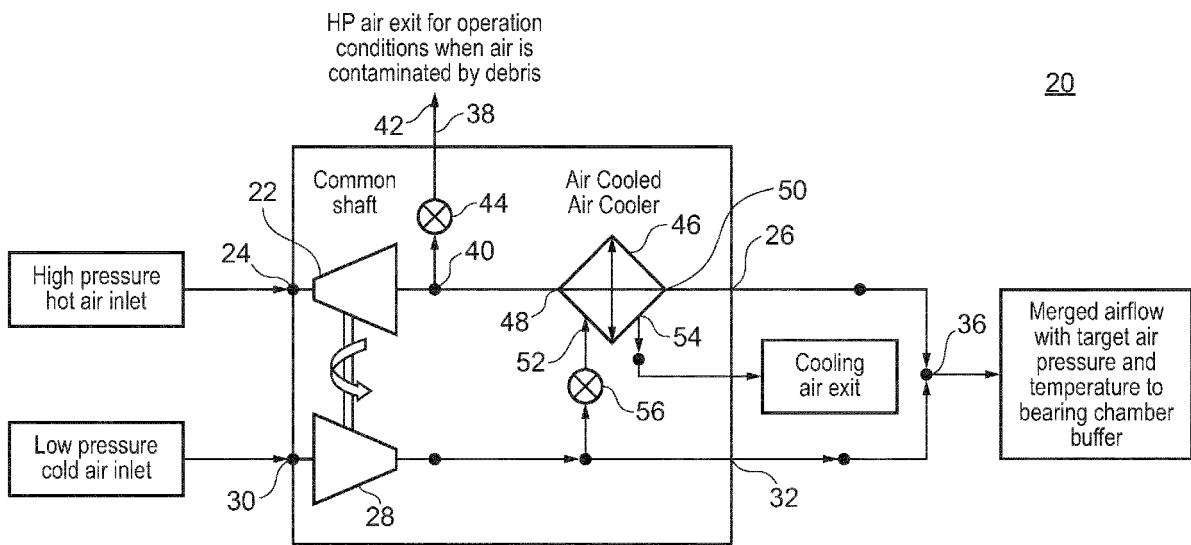 HP air exit for operation
conditions when air is
contaminated by debris
20
42
38
Common
shaft
Air Cooled
Air Cooler
22
44
50
46
26
24
40
High pressure
hot air inlet
48
54
36
52
Merged airflow
with target air
pressure and
temperature to
bearing chamber
buffer
Cooling
air exit
56
Low pressure
cold air inlet
30
28
32